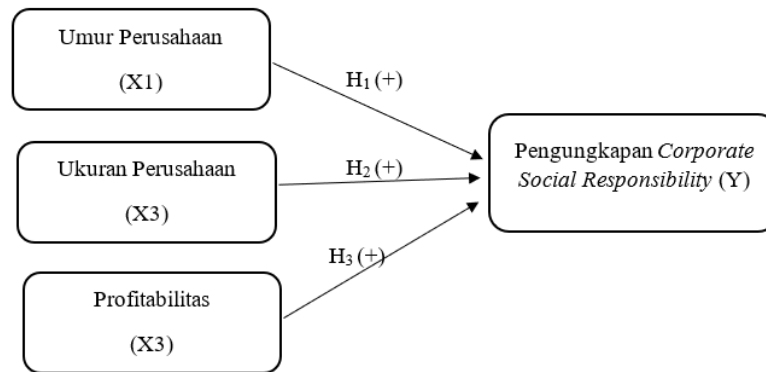 Umur Perusahaan
(X1)
H₁ (+)
Ukuran Perusahaan
(X3)
H₂ (+)
Profitabilitas
(X3)
H₃ (+)
Pengungkapan Corporate
Social Responsibility (Y)